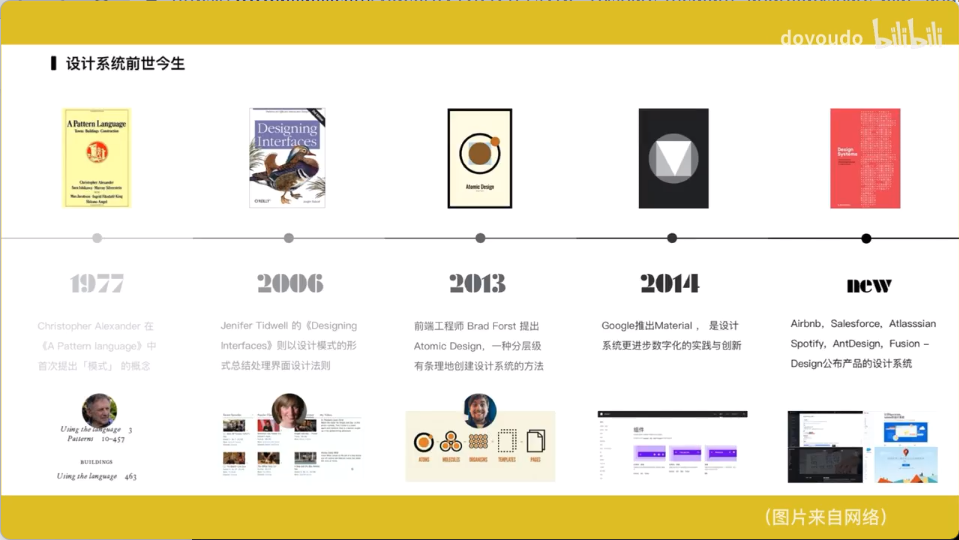 dovoudo bilibili
设计系统前世今生
A Pattern Language
Towns · Buildings · Construction
Christopher Alexander
Sara Ishikawa · Murray Silverstein
Designing
Interfaces
O'REILLY
Atomic Design
Design
Systems
1977
2006
2013
2014
new
Christopher Alexander 在
《A Pattern language》中
首次提出「模式」 的概念
Jenifer Tidwell 的《Designing
Interfaces》则以设计模式的形
式总结处理界面设计法则
前端工程师 Brad Forst 提出
Atomic Design，一种分层级
有条理地创建设计系统的方法
Google推出Material ， 是设计
系统更进步数字化的实践与创新
Airbnb，Salesforce，Atlasssian
Spotify，AntDesign，Fusion –
Design公布产品的设计系统
Using the language 3
Patterns 10–457
BUILDINGS
Using the language 463
ATOMS
MOLECULES
ORGANISMS
TEMPLATES
PAGES
组件
（图片来自网络）